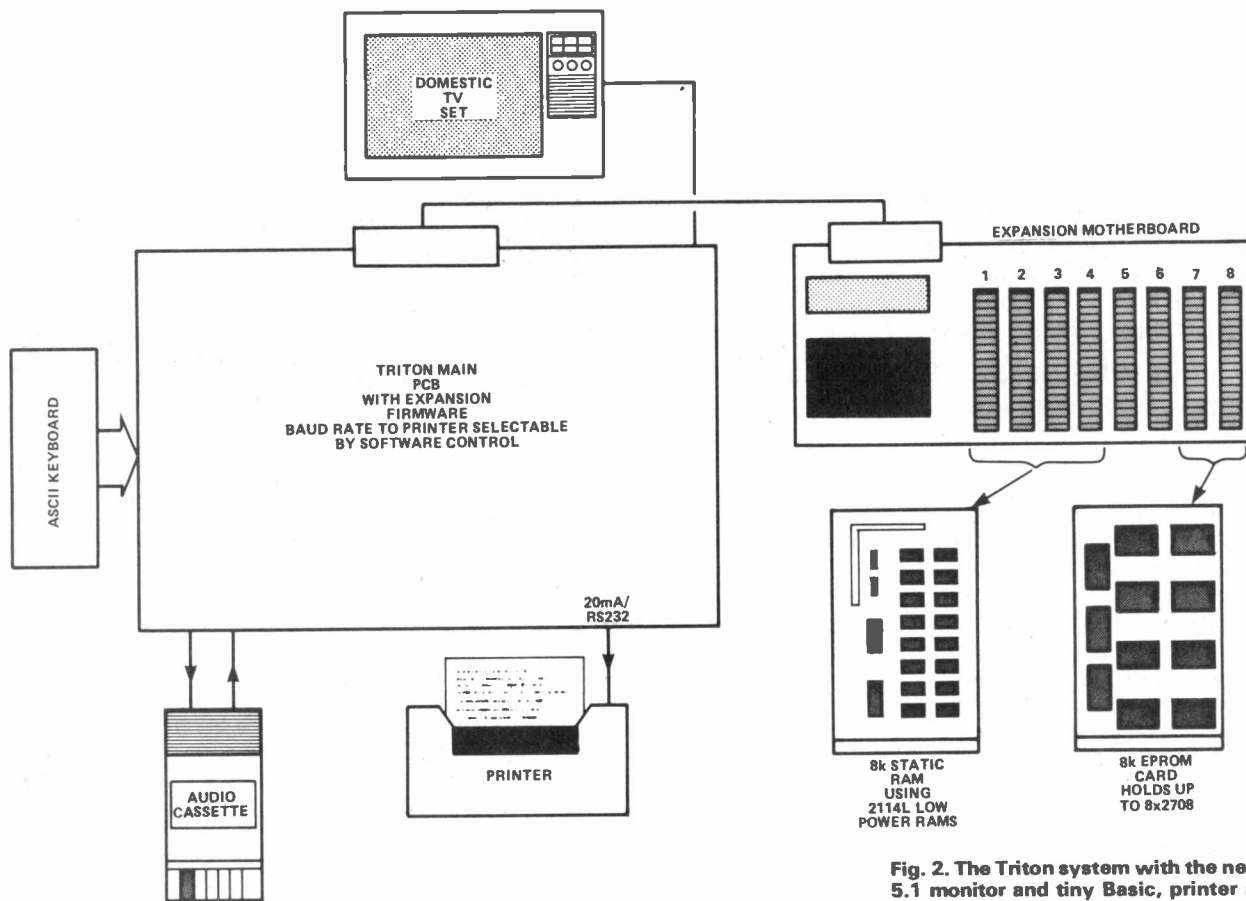 DOMESTIC
TV
SET
EXPANSION MOTHERBOARD
1 2 3 4 5 6 7 8
ASCII KEYBOARD
TRITON MAIN
PCB
WITH EXPANSION
FIRMWARE
BAUD RATE TO PRINTER SELECTABLE
BY SOFTWARE CONTROL
20mA/
RS232
AUDIO
CASSETTE
PRINTER
8k STATIC
RAM
USING
2114L LOW
POWER RAMS
8k EPROM
CARD
HOLDS UP
TO 8x2708
Fig. 2. The Triton system with the ne
5.1 monitor and tiny Basic, printer